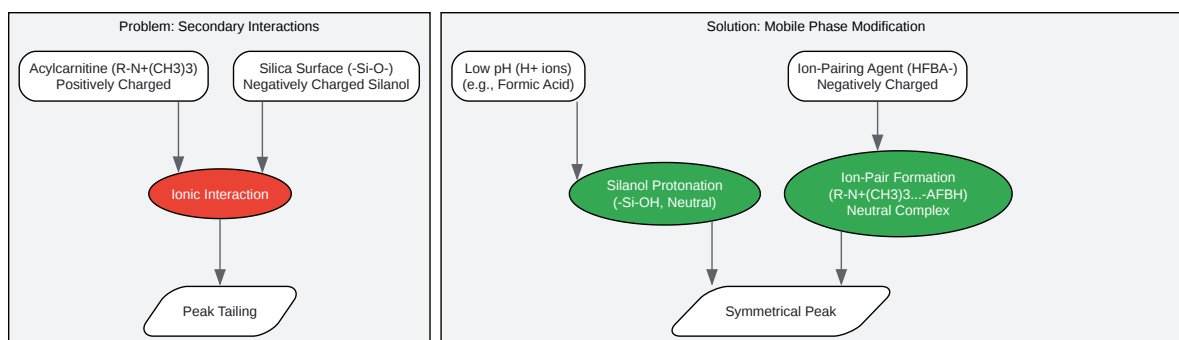 Problem: Secondary Interactions
Acylcarnitine (R-N+(CH3)3)
Positively Charged
Silica Surface (-Si-O-)
Negatively Charged Silanol
Ionic Interaction
Peak Tailing
Solution: Mobile Phase Modification
Low pH (H+ ions)
(e.g., Formic Acid)
Ion-Pairing Agent (HFBA-)
Negatively Charged
Silanol Protonation
(-Si-OH, Neutral)
Ion-Pair Formation
(R-N+(CH3)3...-AFBH)
Neutral Complex
Symmetrical Peak